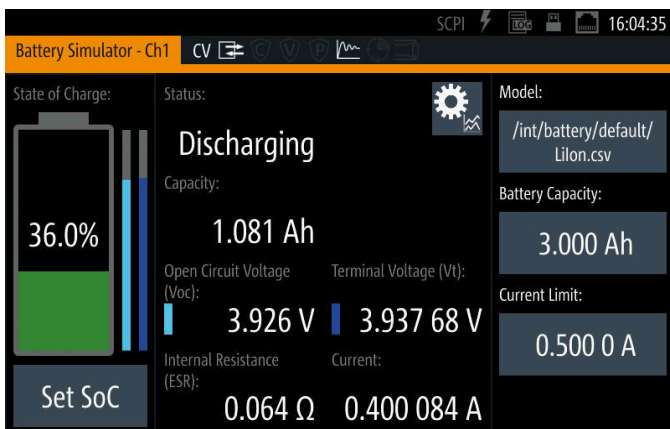 SCPI LOG 16:04:35
Battery Simulator - Ch1 CV C V P
State of Charge:
36.0%
Set SoC
Status:
Discharging
Capacity:
1.081 Ah
Open Circuit Voltage
(Voc):
3.926 V
Terminal Voltage (Vt):
3.937 68 V
Internal Resistance
(ESR):
0.064 Ω
Current:
0.400 084 A
Model:
/int/battery/default/
LiIon.csv
Battery Capacity:
3.000 Ah
Current Limit:
0.500 0 A